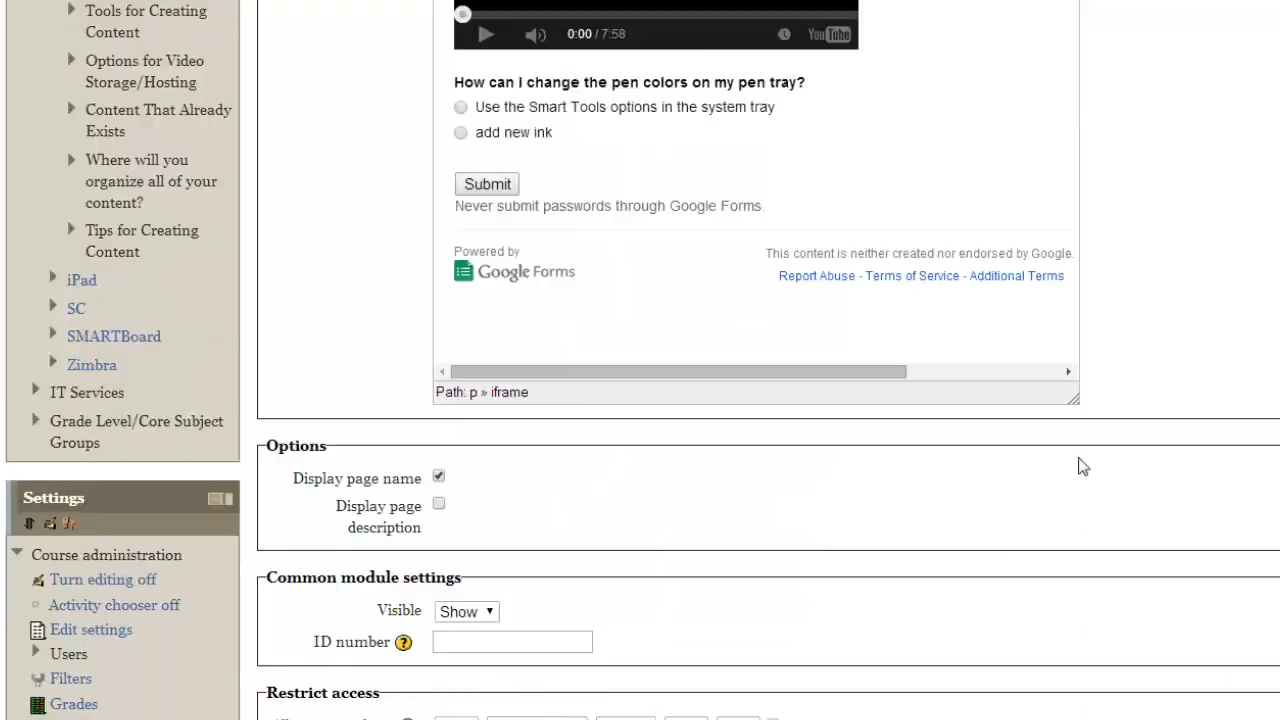 Tools for Creating
Content
Options for Video
Storage/Hosting
Content That Already
Exists
Where will you
organize all of your
content?
Tips for Creating
Content
iPad
SC
SMARTBoard
Zimbra
IT Services
Grade Level/Core Subject
Groups
Settings
Course administration
Turn editing off
Activity chooser off
Edit settings
Users
Filters
Grades
0:00 / 7:58
YouTube
How can I change the pen colors on my pen tray?
Use the Smart Tools options in the system tray
add new ink
Submit
Never submit passwords through Google Forms.
Powered by
Google Forms
This content is neither created nor endorsed by Google.
Report Abuse - Terms of Service - Additional Terms
Path: p » iframe
Options
Display page name
Display page
description
Common module settings
Visible
Show
ID number
Restrict access